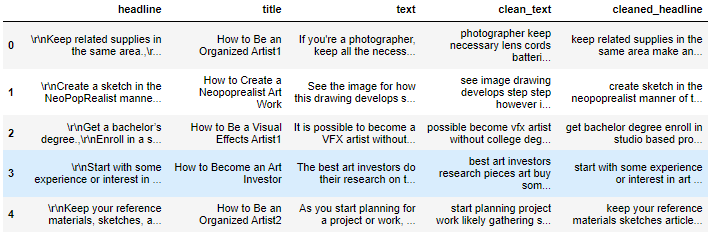 headline title text clean_text cleaned_headline
0 \r\nKeep related supplies in the same area.,\r... How to Be an Organized Artist1 If you're a photographer, keep all the necess... photographer keep necessary lens cords batteri... keep related supplies in the same area make an...
1 \r\nCreate a sketch in the NeoPopRealist manne... How to Create a Neopoprealist Art Work See the image for how this drawing develops s... see image drawing develops step step however i... create sketch in the neopoprealist manner of t...
2 \r\nGet a bachelor's degree.,\r\nEnroll in a s... How to Be a Visual Effects Artist1 It is possible to become a VFX artist without... possible become vfx artist without college deg... get bachelor degree enroll in studio based pro...
3 \r\nStart with some experience or interest in ... How to Become an Art Investor The best art investors do their research on t... best art investors research pieces art buy som... start with some experience or interest in art ...
4 \r\nKeep your reference materials, sketches, a... How to Be an Organized Artist2 As you start planning for a project or work, ... start planning project work likely gathering s... keep your reference materials sketches article...